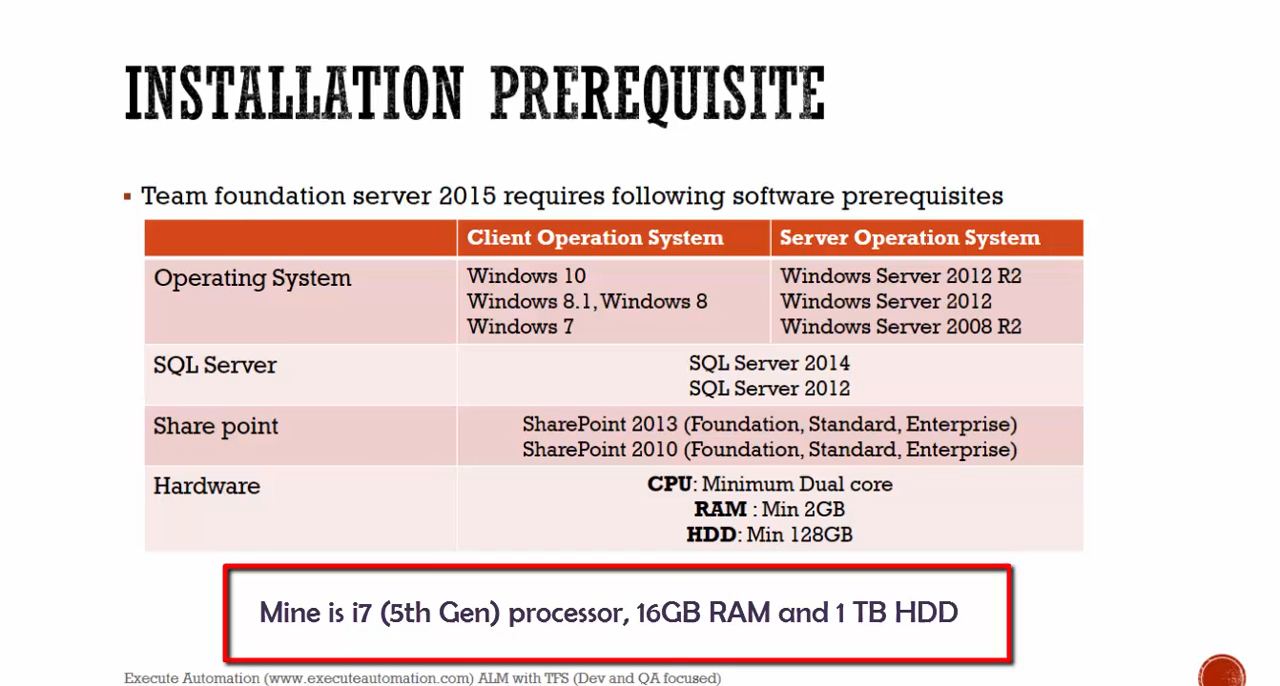 INSTALLATION PREREQUISITE
▪ Team foundation server 2015 requires following software prerequisites
Client Operation System Server Operation System
Operating System
Windows 10
Windows 8.1, Windows 8
Windows 7
Windows Server 2012 R2
Windows Server 2012
Windows Server 2008 R2
SQL Server
SQL Server 2014
SQL Server 2012
Share point
SharePoint 2013 (Foundation, Standard, Enterprise)
SharePoint 2010 (Foundation, Standard, Enterprise)
Hardware
CPU: Minimum Dual core
RAM : Min 2GB
HDD: Min 128GB
Mine is i7 (5th Gen) processor, 16GB RAM and 1 TB HDD
Execute Automation (www.executeautomation.com) ALM with TFS (Dev and QA focused)